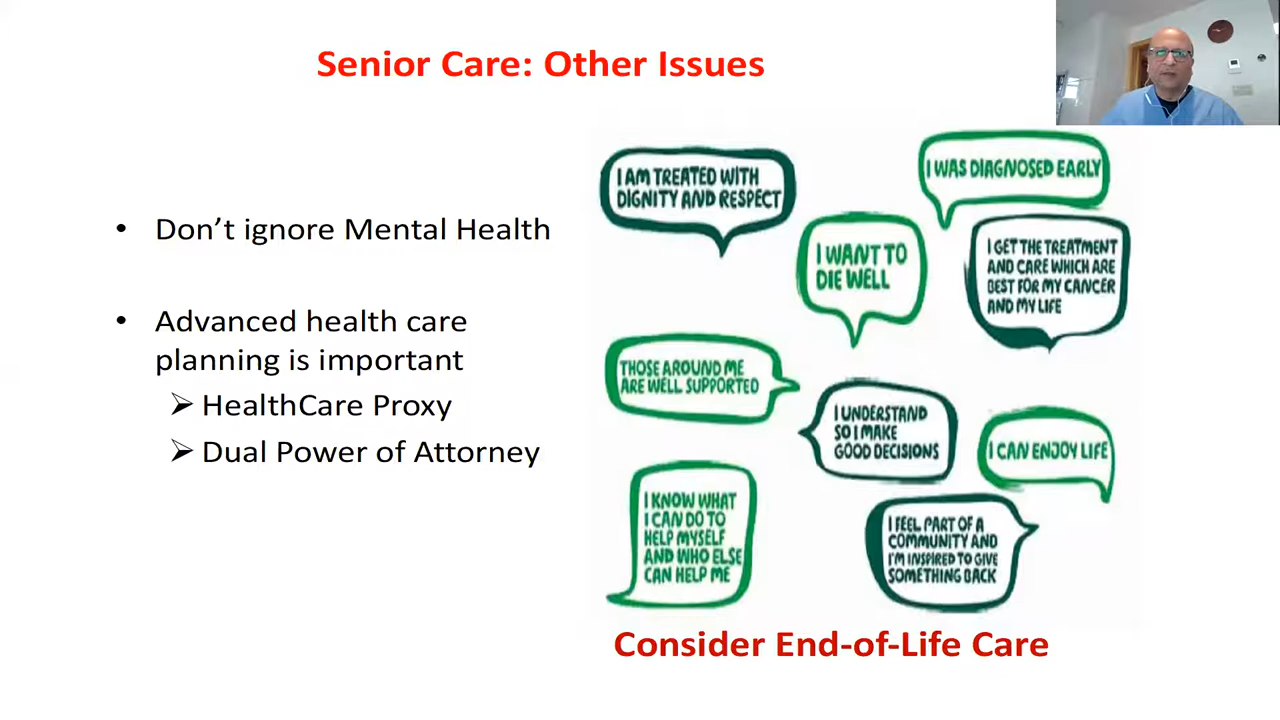 Senior Care: Other Issues
• Don’t ignore Mental Health
• Advanced health care
planning is important
➢ HealthCare Proxy
➢ Dual Power of Attorney
I AM TREATED WITH
DIGNITY AND RESPECT
I WAS DIAGNOSED EARLY
I WANT TO
DIE WELL
I GET THE TREATMENT
AND CARE WHICH ARE
BEST FOR MY CANCER
AND MY LIFE
THOSE AROUND ME
ARE WELL SUPPORTED
I UNDERSTAND
SO I MAKE
GOOD DECISIONS
I CAN ENJOY LIFE
I KNOW WHAT
I CAN DO TO
HELP MYSELF
AND WHO ELSE
CAN HELP ME
I FEEL PART OF A
COMMUNITY AND
I'M INSPIRED TO GIVE
SOMETHING BACK
Consider End-of-Life Care